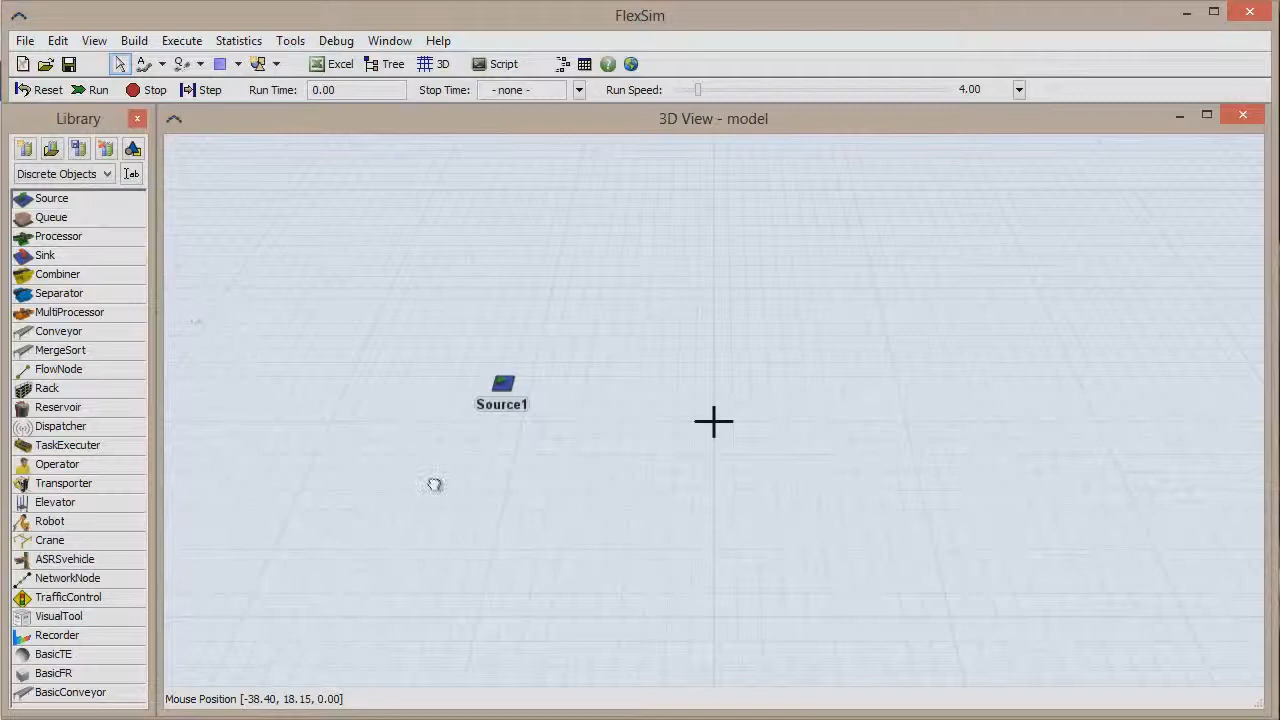 FlexSim
File Edit View Build Execute Statistics Tools Debug Window Help
Excel Tree 3D Script
Reset Run Stop Step Run Time: 0.00 Stop Time: - none - Run Speed: 4.00
Library
3D View - model
Discrete Objects ab
Source
Queue
Processor
Sink
Combiner
Separator
MultiProcessor
Conveyor
MergeSort
FlowNode
Rack
Reservoir
Dispatcher
TaskExecuter
Operator
Transporter
Elevator
Robot
Crane
ASRSvehicle
NetworkNode
TrafficControl
VisualTool
Recorder
BasicTE
BasicFR
BasicConveyor
Source1
Mouse Position [-38.40, 18.15, 0.00]